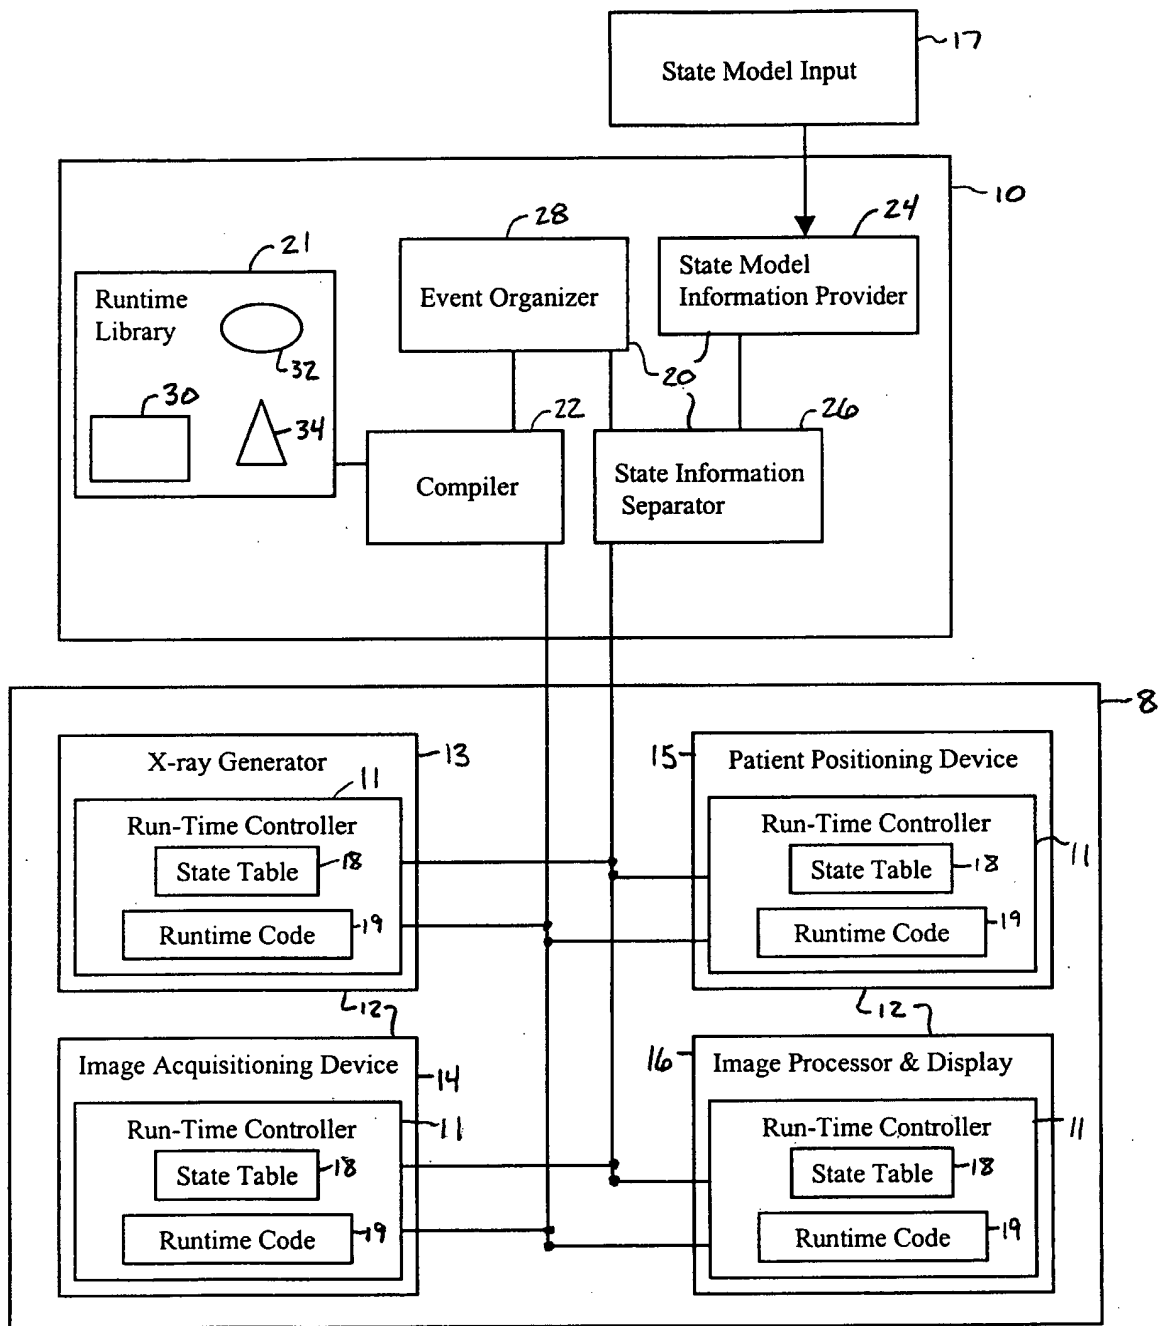 State Model Input
17
10
28
24
21
Runtime
Library
Event Organizer
State Model
Information Provider
32
20
30
34
22
26
Compiler
State Information
Separator
8
X-ray Generator
13
11
Run-Time Controller
State Table
18
Runtime Code
19
15
Patient Positioning Device
Run-Time Controller
11
State Table
18
Runtime Code
19
12
12
Image Acquisitioning Device
14
11
Run-Time Controller
State Table
18
Runtime Code
19
16
Image Processor & Display
Run-Time Controller
11
State Table
18
Runtime Code
19